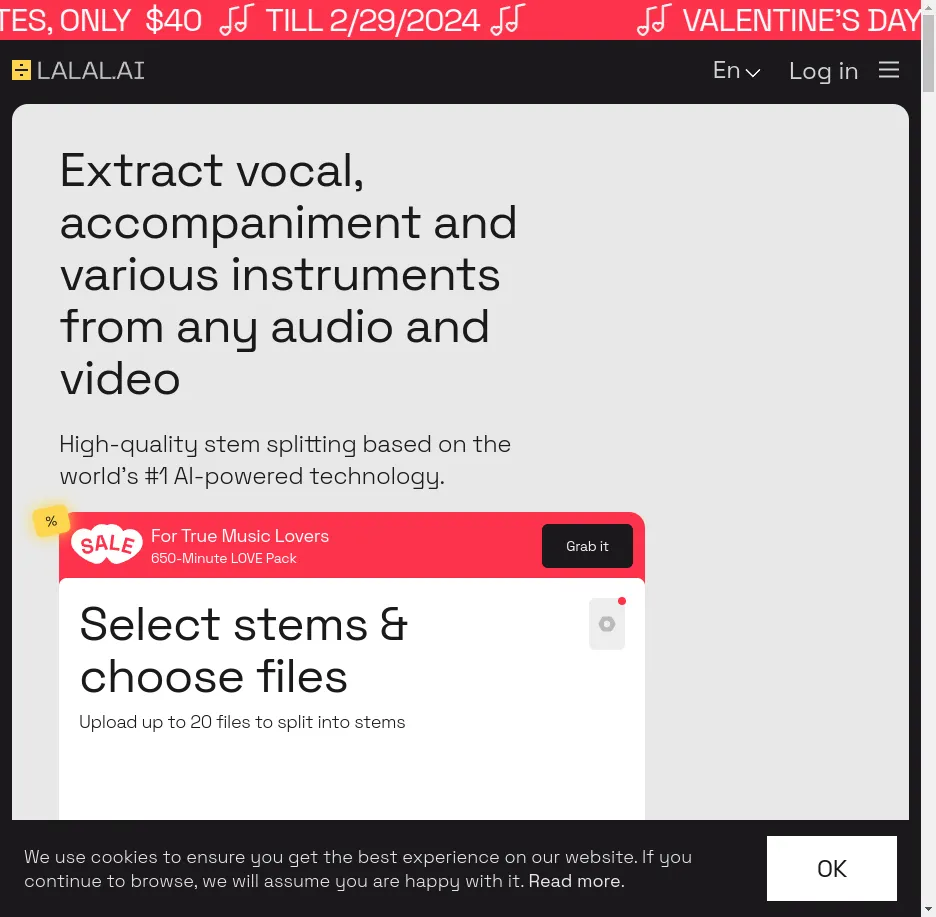 TES, ONLY $40 TILL 2/29/2024 VALENTINE'S DAY
LALAL.AI
En
Log in
Extract vocal,
accompaniment and
various instruments
from any audio and
video
High-quality stem splitting based on the
world's #1 AI-powered technology.
%
SALE
For True Music Lovers
650-Minute LOVE Pack
Grab it
Select stems &
choose files
Upload up to 20 files to split into stems
We use cookies to ensure you get the best experience on our website. If you
continue to browse, we will assume you are happy with it. Read more.
OK